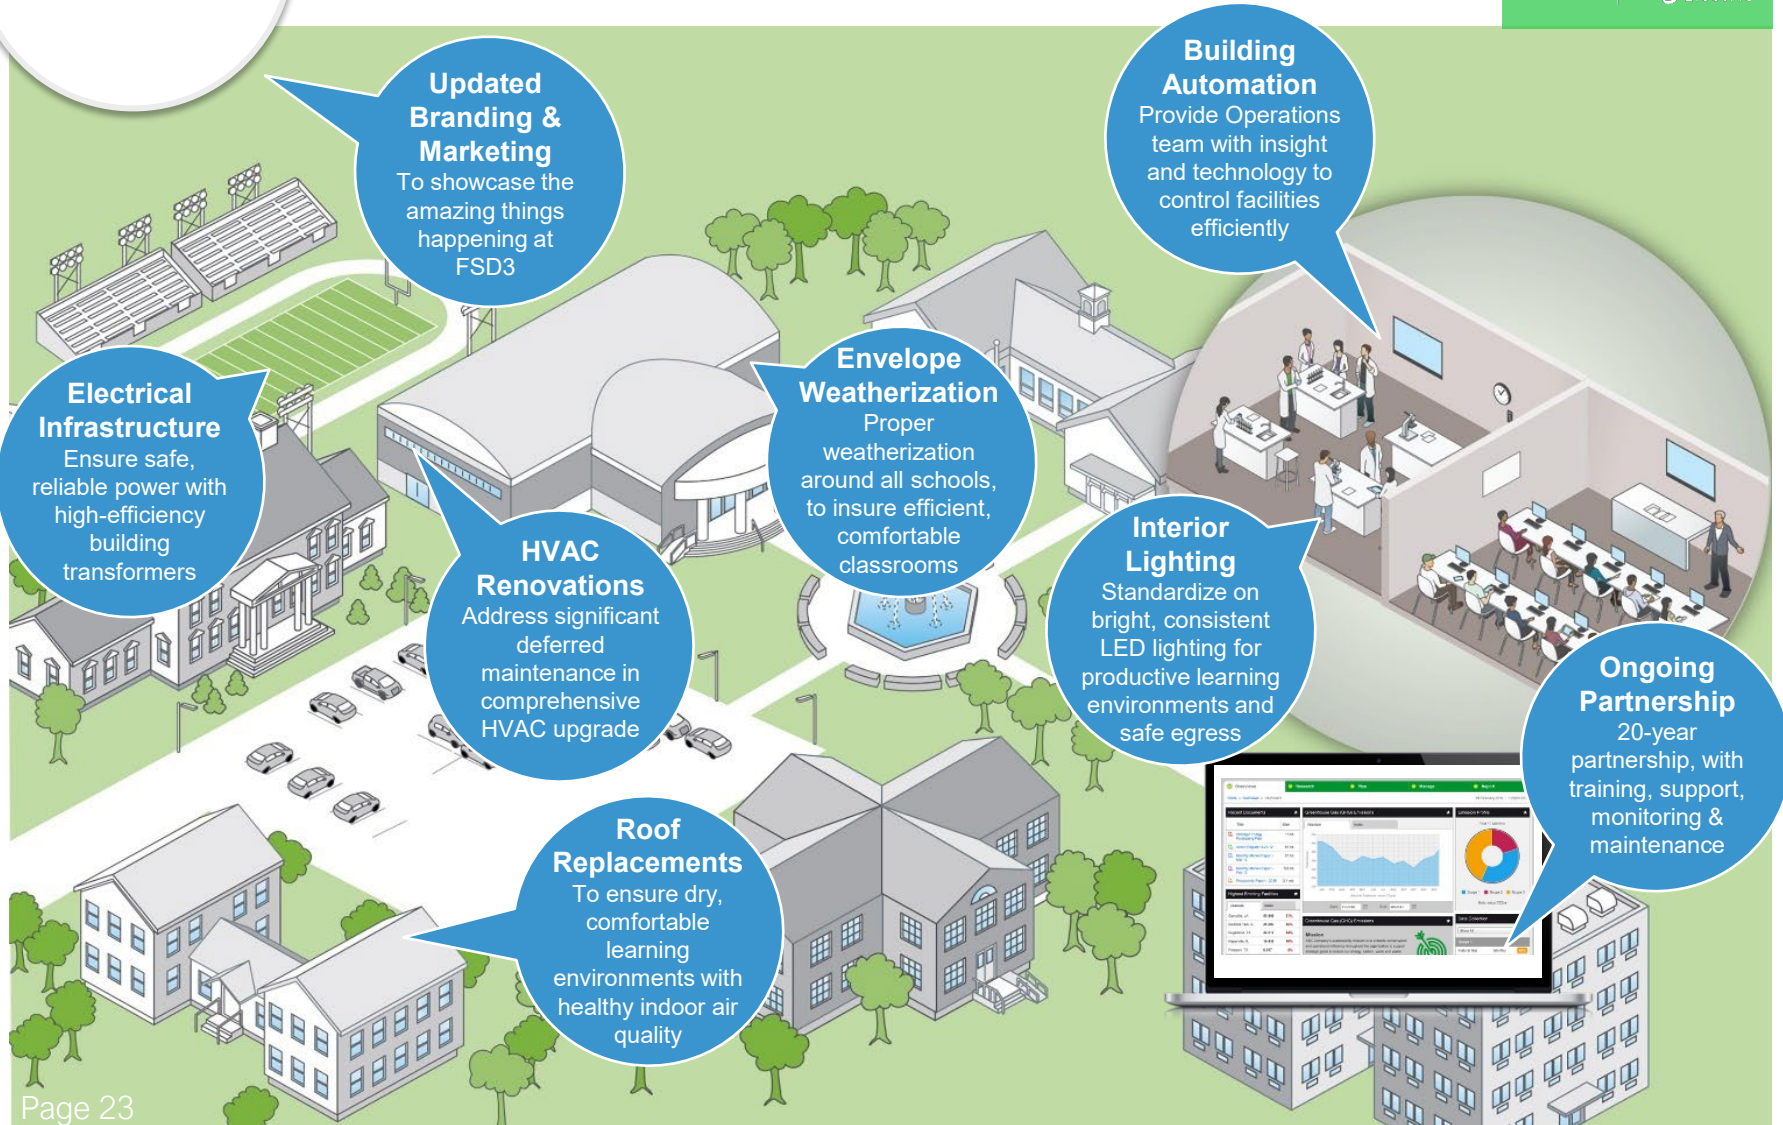 Updated
Branding &
Marketing
To showcase the
amazing things
happening at
FSD3
Building
Automation
Provide Operations
team with insight
and technology to
control facilities
efficiently
Electrical
Infrastructure
Ensure safe,
reliable power with
high-efficiency
building
transformers
HVAC
Renovations
Address significant
deferred
maintenance in
comprehensive
HVAC upgrade
Envelope
Weatherization
Proper
weatherization
around all schools,
to insure efficient,
comfortable
classrooms
Interior
Lighting
Standardize on
bright, consistent
LED lighting for
productive learning
environments and
safe egress
Ongoing
Partnership
20-year
partnership, with
training, support,
monitoring &
maintenance
Roof
Replacements
To ensure dry,
comfortable
learning
environments with
healthy indoor air
quality
Mission
Page 23